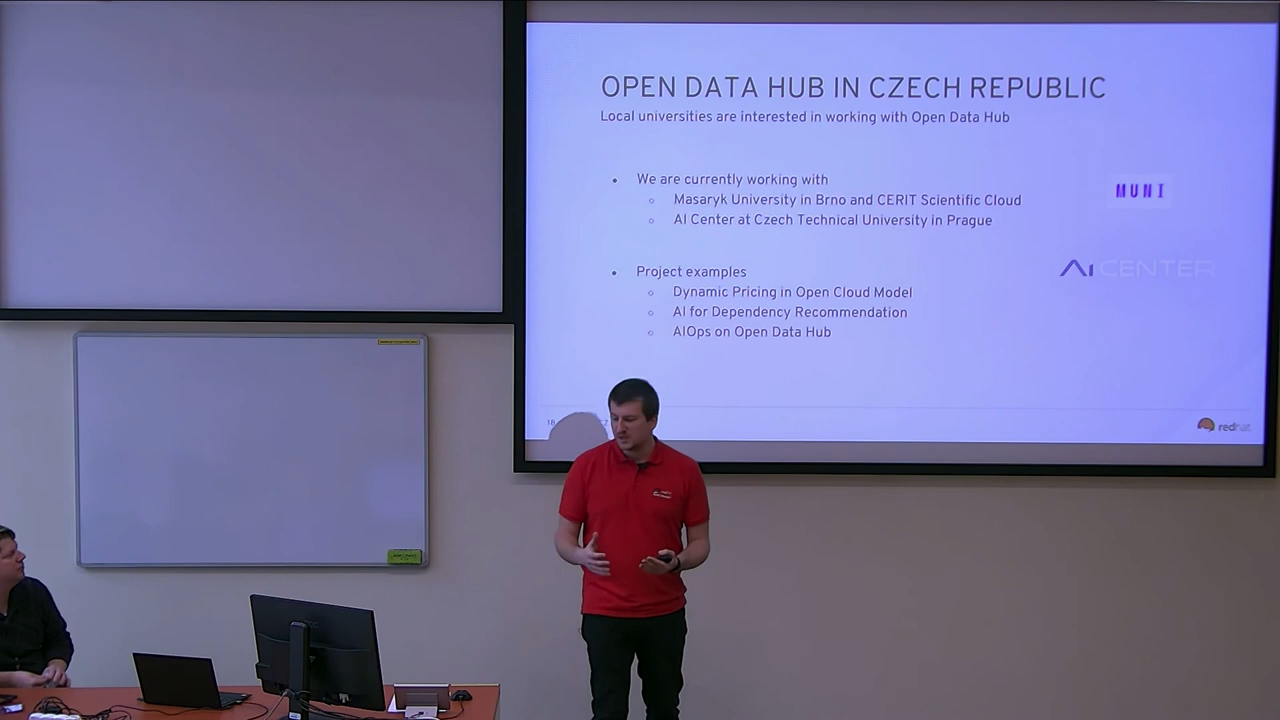 OPEN DATA HUB IN CZECH REPUBLIC
Local universities are interested in working with Open Data Hub
• We are currently working with
○ Masaryk University in Brno and CERIT Scientific Cloud
○ AI Center at Czech Technical University in Prague
• Project examples
○ Dynamic Pricing in Open Cloud Model
○ AI for Dependency Recommendation
○ AIOps on Open Data Hub
MUNI
AI CENTER
18
redhat